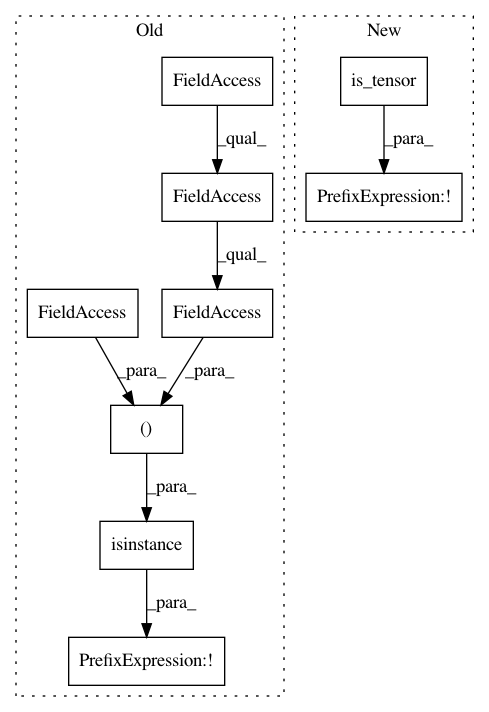 Old
New
FieldAccess
is_tensor
_qual_
_para_
FieldAccess
PrefixExpression:!
_qual_
FieldAccess
FieldAccess
_para_
_para_
()
_para_
isinstance
_para_
PrefixExpression:!